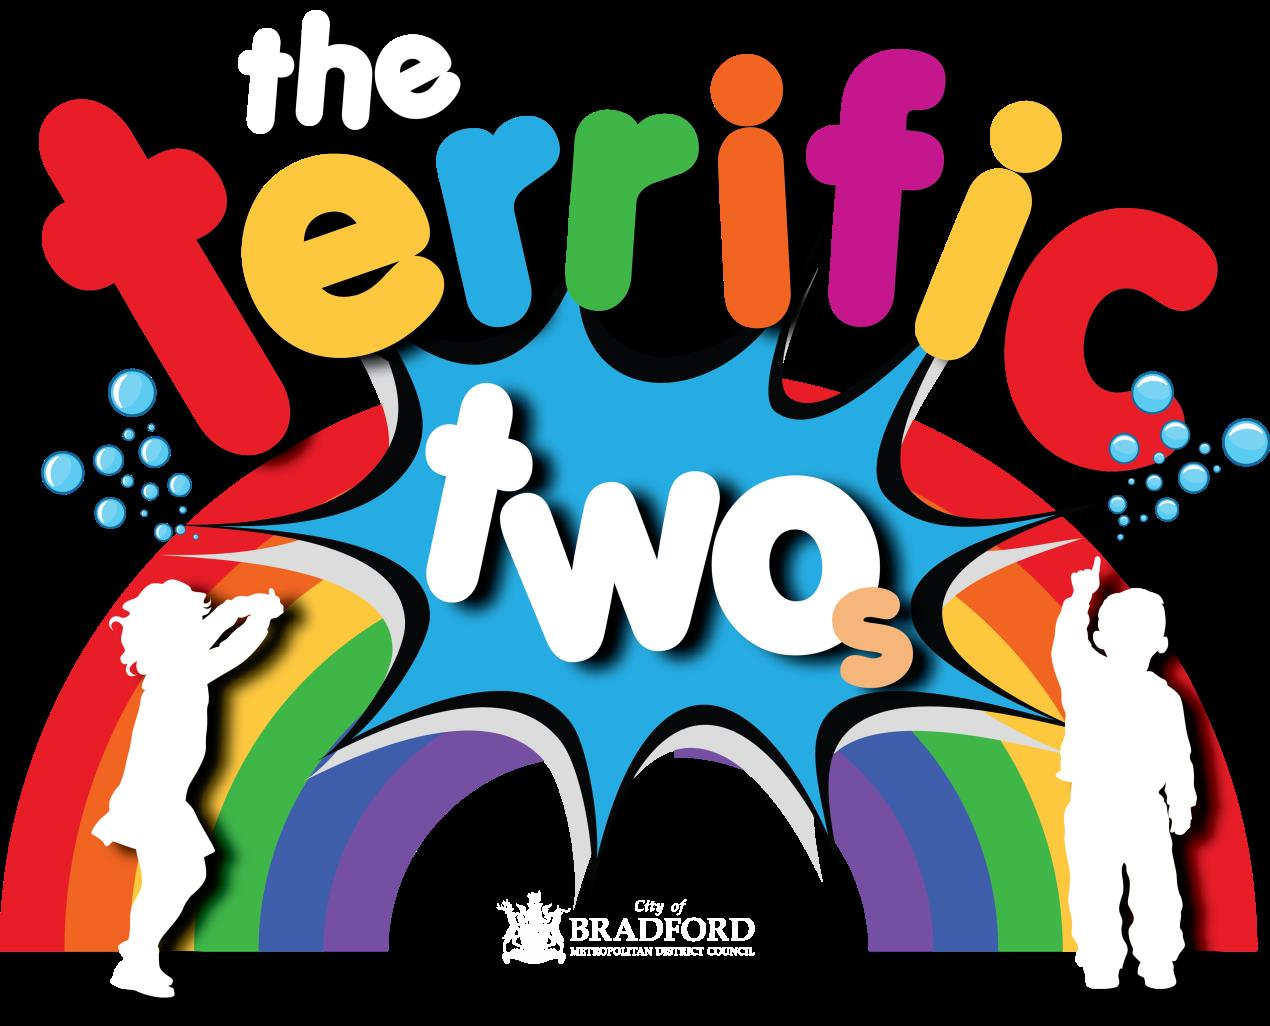 the
terrific
twos
City of
BRADFORD
METROPOLITAN DISTRICT COUNCIL